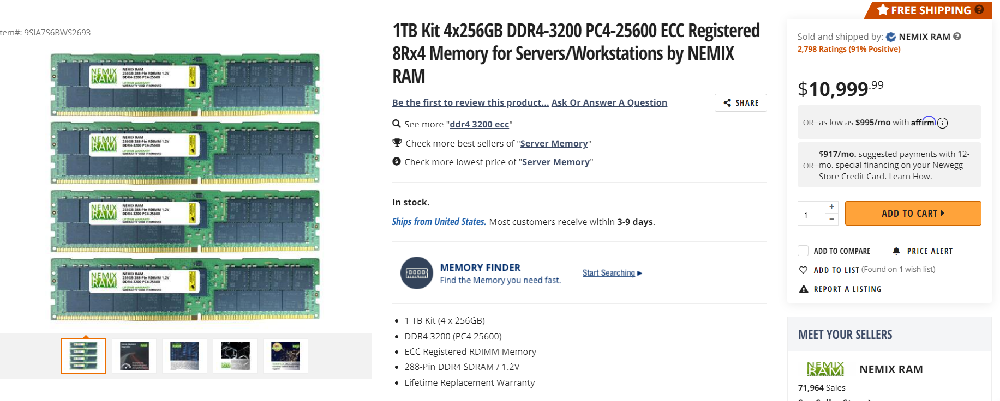 FREE SHIPPING
tem#: 9SIA7S6BWS2693
NEMIX RAM
NEMIX RAM
256GB 288-Pin RDIMM 1.2V
DDR4-3200 PC4-25600
LIFETIME WARRANTY
WARRANTY VOID IF REMOVED
NEMIX RAM
NEMIX RAM
256GB 288-Pin RDIMM 1.2V
DDR4-3200 PC4-25600
LIFETIME WARRANTY
WARRANTY VOID IF REMOVED
NEMIX RAM
NEMIX RAM
256GB 288-Pin RDIMM 1.2V
DDR4-3200 PC4-25600
LIFETIME WARRANTY
WARRANTY VOID IF REMOVED
NEMIX RAM
NEMIX RAM
256GB 288-Pin RDIMM 1.2V
DDR4-3200 PC4-25600
LIFETIME WARRANTY
WARRANTY VOID IF REMOVED
1TB Kit 4x256GB DDR4-3200 PC4-25600 ECC Registered
8Rx4 Memory for Servers/Workstations by NEMIX
RAM
Be the first to review this product... Ask Or Answer A Question
SHARE
See more "ddr4 3200 ecc"
Check more best sellers of "Server Memory"
Check more lowest price of "Server Memory"
In stock.
Ships from United States. Most customers receive within 3-9 days.
MEMORY FINDER
Find the Memory you need fast.
Start Searching
1 TB Kit (4 x 256GB)
DDR4 3200 (PC4 25600)
ECC Registered RDIMM Memory
288-Pin DDR4 SDRAM / 1.2V
Lifetime Replacement Warranty
Sold and shipped by: NEMIX RAM
2,798 Ratings (91% Positive)
$10,999.99
OR as low as $995/mo with affirm
OR $917/mo. suggested payments with 12-
mo. special financing on your Newegg
Store Credit Card. Learn How.
1 + −
ADD TO CART
ADD TO COMPARE
PRICE ALERT
ADD TO LIST (Found on 1 wish list)
REPORT A LISTING
MEET YOUR SELLERS
NEMIX RAM
NEMIX RAM
71,964 Sales